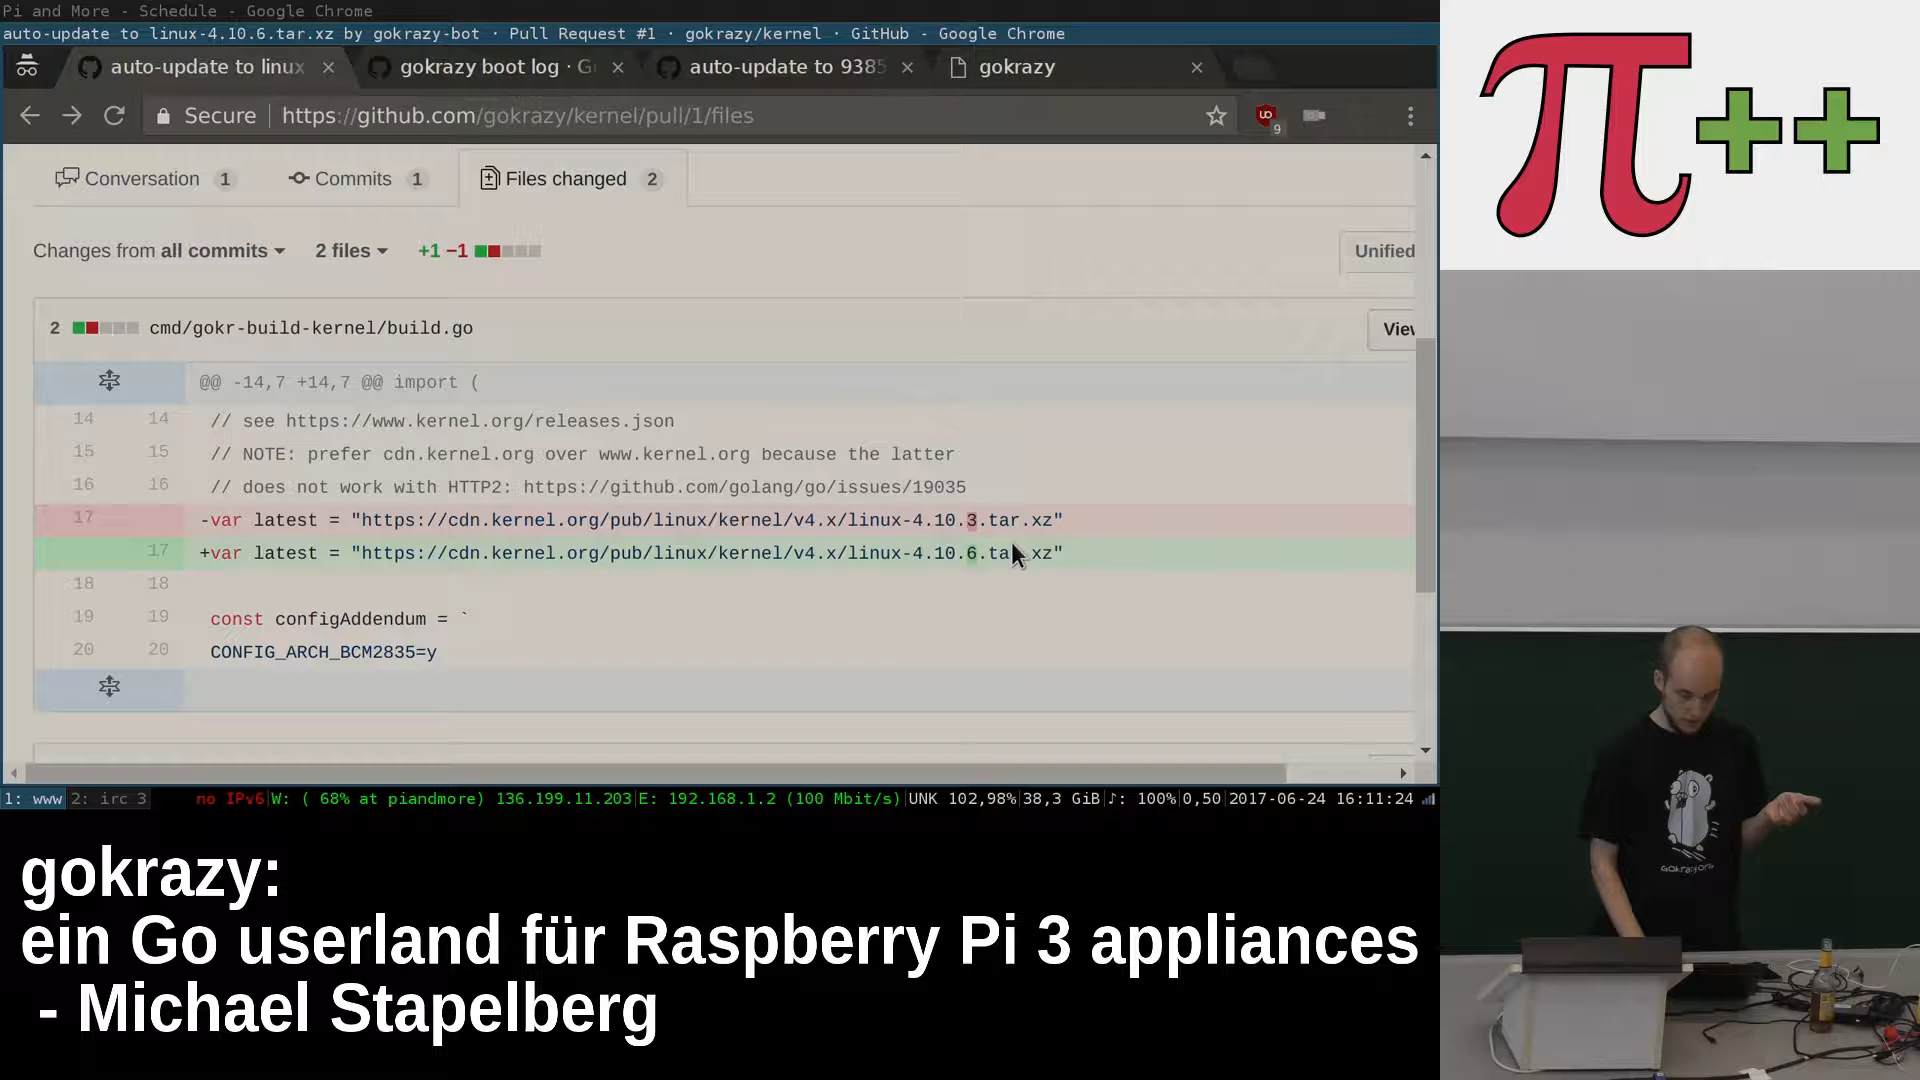 Pi and More - Schedule - Google Chrome
auto-update to linux-4.10.6.tar.xz by gokrazy-bot · Pull Request #1 · gokrazy/kernel · GitHub - Google Chrome
auto-update to linux
gokrazy boot log · G
auto-update to 9385
gokrazy
Secure
https://github.com/gokrazy/kernel/pull/1/files
9
Conversation 1
Commits 1
Files changed 2
Changes from all commits
2 files
+1 −1
Unified
2 cmd/gokr-build-kernel/build.go
View
@@ -14,7 +14,7 @@ import (
14 14 // see https://www.kernel.org/releases.json
15 15 // NOTE: prefer cdn.kernel.org over www.kernel.org because the latter
16 16 // does not work with HTTP2: https://github.com/golang/go/issues/19035
17 -var latest = "https://cdn.kernel.org/pub/linux/kernel/v4.x/linux-4.10.3.tar.xz"
17 +var latest = "https://cdn.kernel.org/pub/linux/kernel/v4.x/linux-4.10.6.tar.xz"
18 18
19 19 const configAddendum = `
20 20 CONFIG_ARCH_BCM2835=y
1: www 2: irc 3
no IPv6|W: ( 68% at piandmore) 136.199.11.203|E: 192.168.1.2 (100 Mbit/s)|UNK 102,98%|38,3 GiB|♪: 100%|0,50|2017-06-24 16:11:24
π++
gokrazy:
ein Go userland für Raspberry Pi 3 appliances
- Michael Stapelberg
gokrazy.org